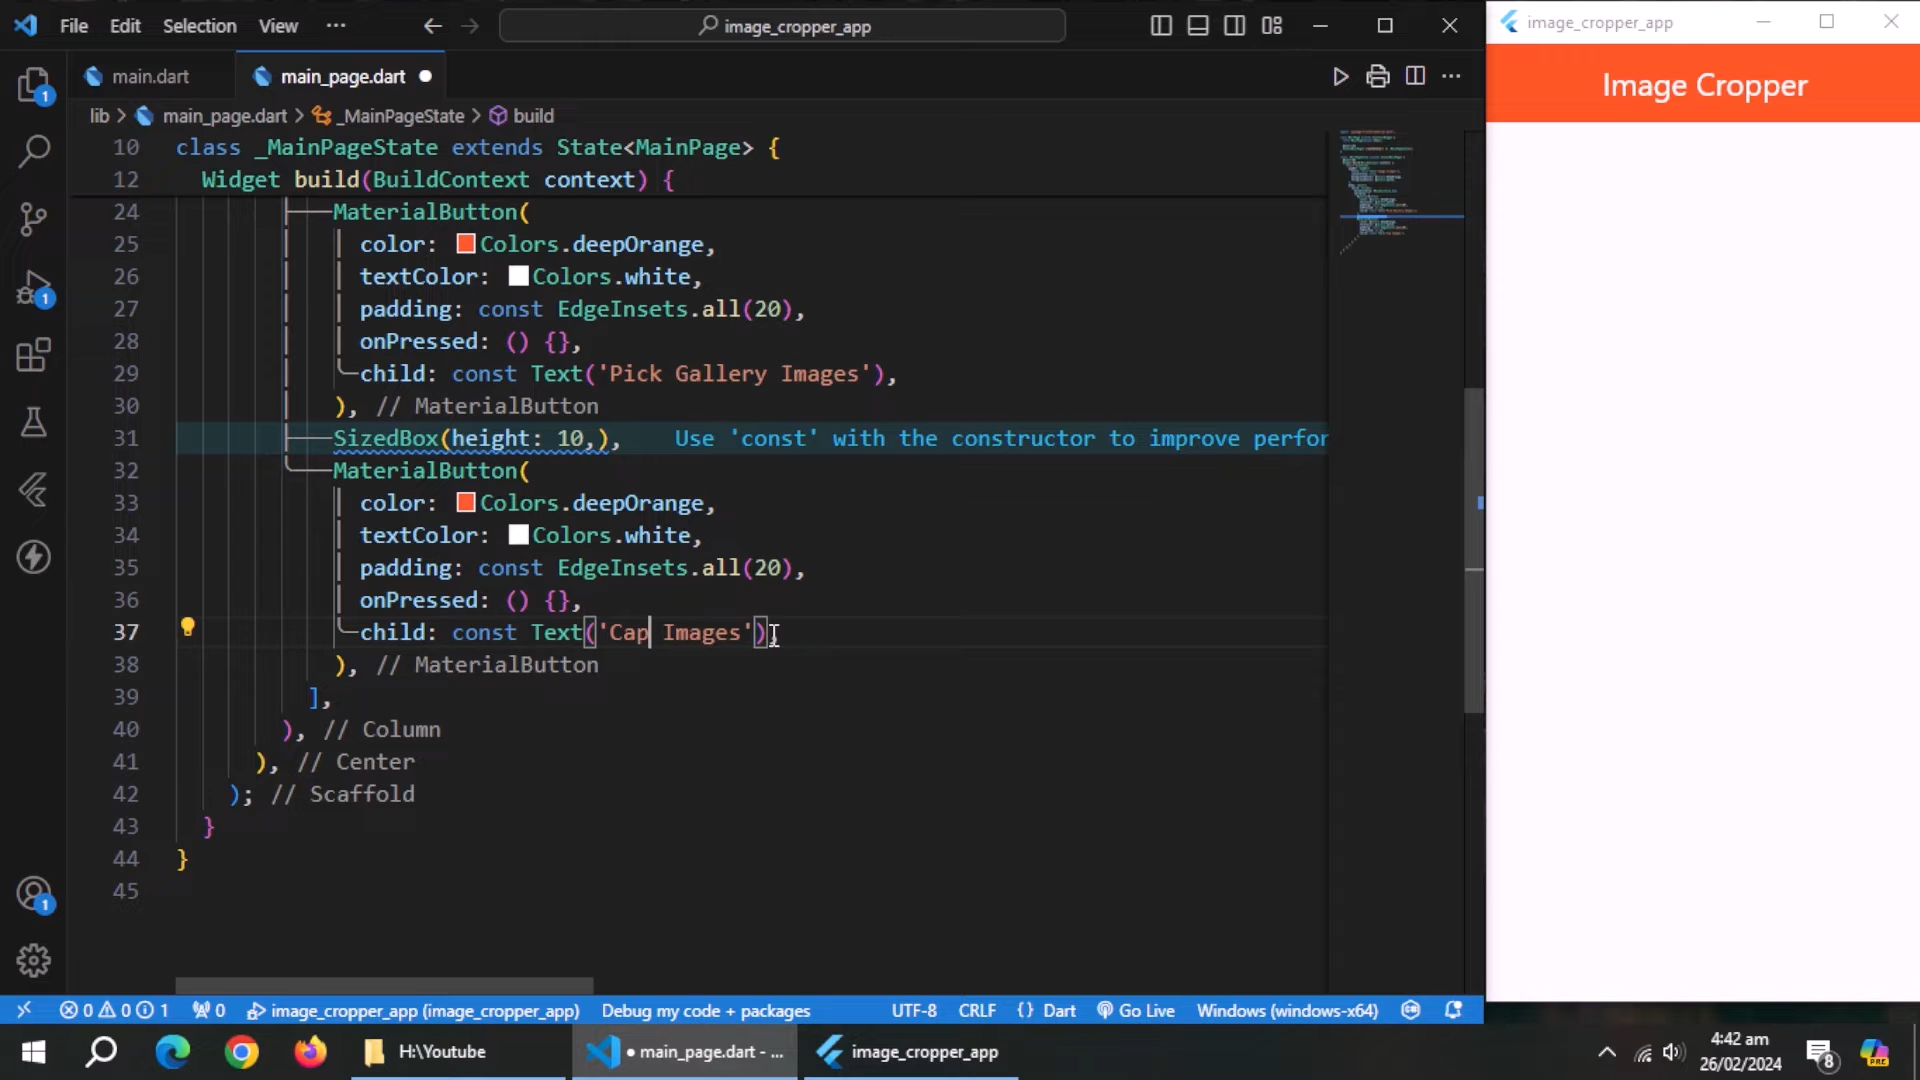 File Edit Selection View ··· image_cropper_app
image_cropper_app
Image Cropper
main.dart main_page.dart
lib > main_page.dart > _MainPageState > build
10 class _MainPageState extends State<MainPage> {
12 Widget build(BuildContext context) {
24 MaterialButton(
25 color: Colors.deepOrange,
26 textColor: Colors.white,
27 padding: const EdgeInsets.all(20),
28 onPressed: () {},
29 child: const Text('Pick Gallery Images'),
30 ), // MaterialButton
31 SizedBox(height: 10,), Use 'const' with the constructor to improve perfor
32 MaterialButton(
33 color: Colors.deepOrange,
34 textColor: Colors.white,
35 padding: const EdgeInsets.all(20),
36 onPressed: () {},
37 child: const Text('Cap Images'),
38 ), // MaterialButton
39 ],
40 ), // Column
41 ), // Center
42 ); // Scaffold
43 }
44 }
45
1
1
1
0 0 1 0 image_cropper_app (image_cropper_app) Debug my code + packages UTF-8 CRLF {} Dart Go Live Windows (windows-x64)
H:\Youtube ● main_page.dart - ... image_cropper_app 4:42 am
26/02/2024
8
PRE